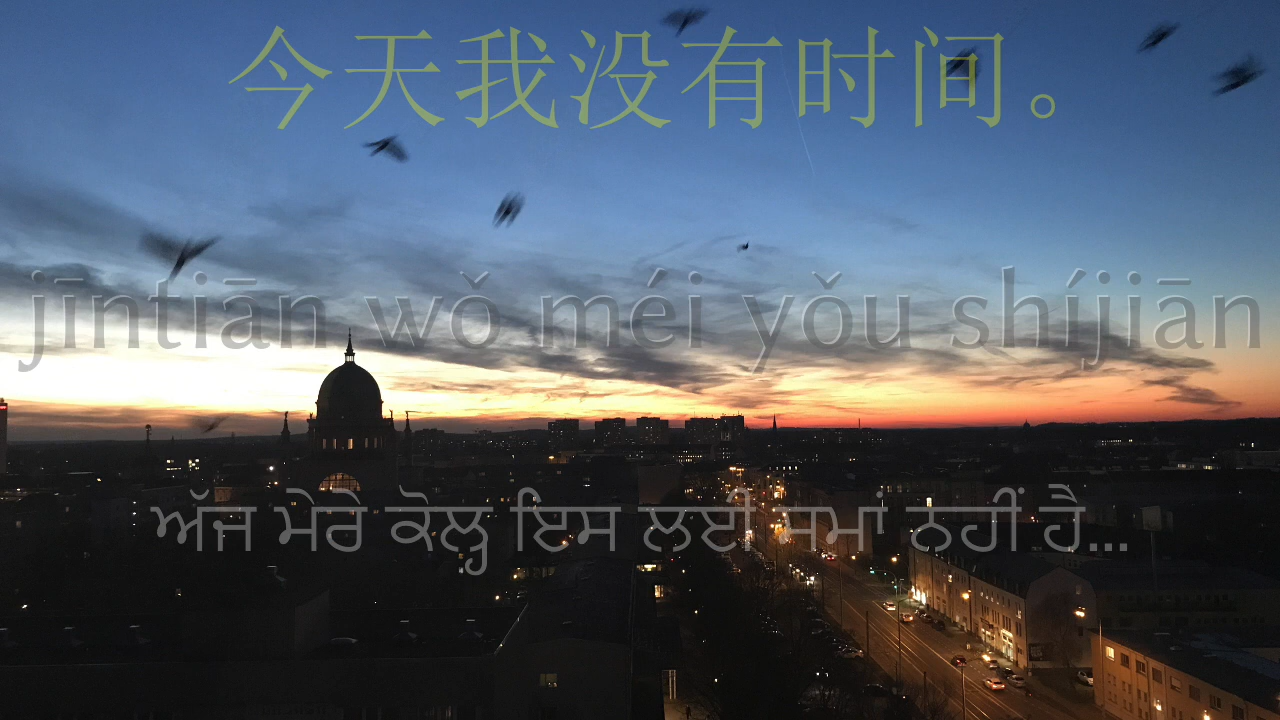 今天我没有时间。
jīntiān wǒ méi yǒu shíjiān
ਅੱਜ ਮੇਰੇ ਕੋਲੁ ਇਸ ਲਈ ਸਮਾਂ ਨਹੀਂ ਹੈ...